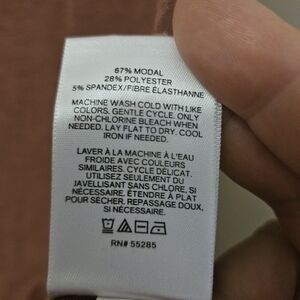 67% MODAL
28% POLYESTER
5% SPANDEX/FIBRE ÉLASTHANNE
MACHINE WASH COLD WITH LIKE
COLORS. GENTLE CYCLE. ONLY
NON-CHLORINE BLEACH WHEN
NEEDED. LAY FLAT TO DRY. COOL
IRON IF NEEDED.
LAVER À LA MACHINE À L'EAU
FROIDE AVEC COULEURS
SIMILAIRES. CYCLE DÉLICAT.
UTILISEZ SEULEMENT DU
JAVELLISANT SANS CHLORE, SI
NÉCESSAIRE. ÉTENDRE À PLAT
POUR SÉCHER. REPASSAGE DOUX,
SI NÉCESSAIRE.
RN# 55285